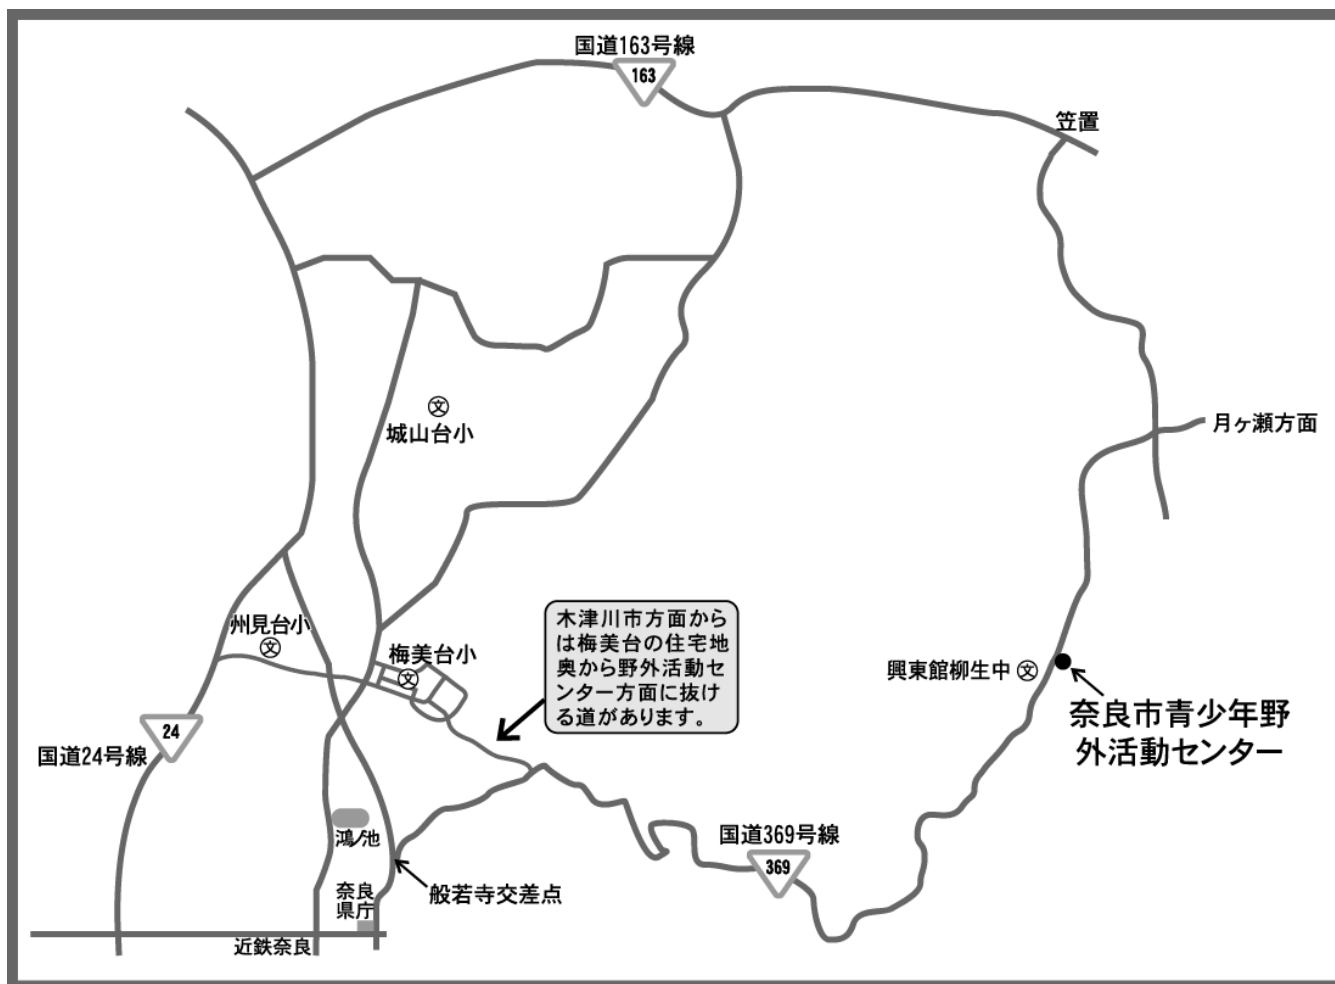 国道163号線
163
笠置
月ヶ瀬方面
㊫
城山台小
州見台小
㊫
梅美台小
㊫
木津川市方面から
は梅美台の住宅地
奥から野外活動セ
ンター方面に抜け
る道があります。
興東館柳生中 ㊫
奈良市青少年野
外活動センター
24
国道24号線
鴻ノ池
国道369号線
369
般若寺交差点
奈良
県庁
近鉄奈良